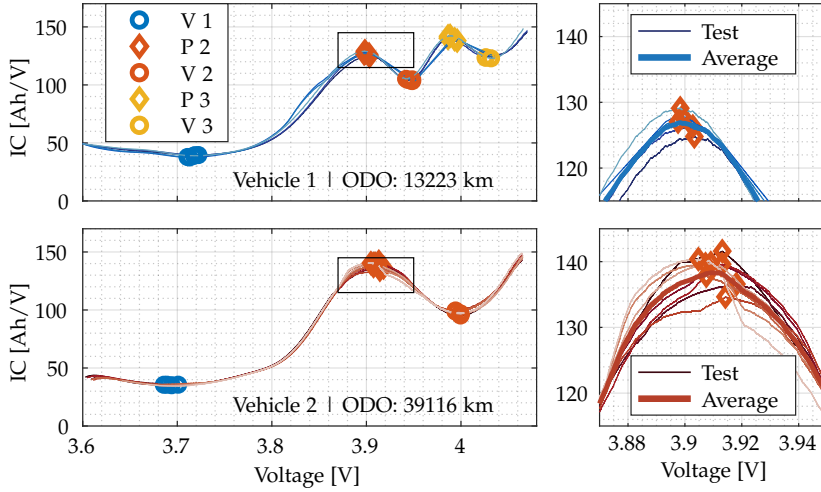 150
100
50
0
IC [Ah/V]
V 1
P 2
V 2
P 3
V 3
Vehicle 1 | ODO: 13223 km
140
130
120
Test
Average
150
100
50
0
IC [Ah/V]
Vehicle 2 | ODO: 39116 km
3.6
3.7
3.8
3.9
4
Voltage [V]
140
130
120
Test
Average
3.88
3.9
3.92
3.94
Voltage [V]